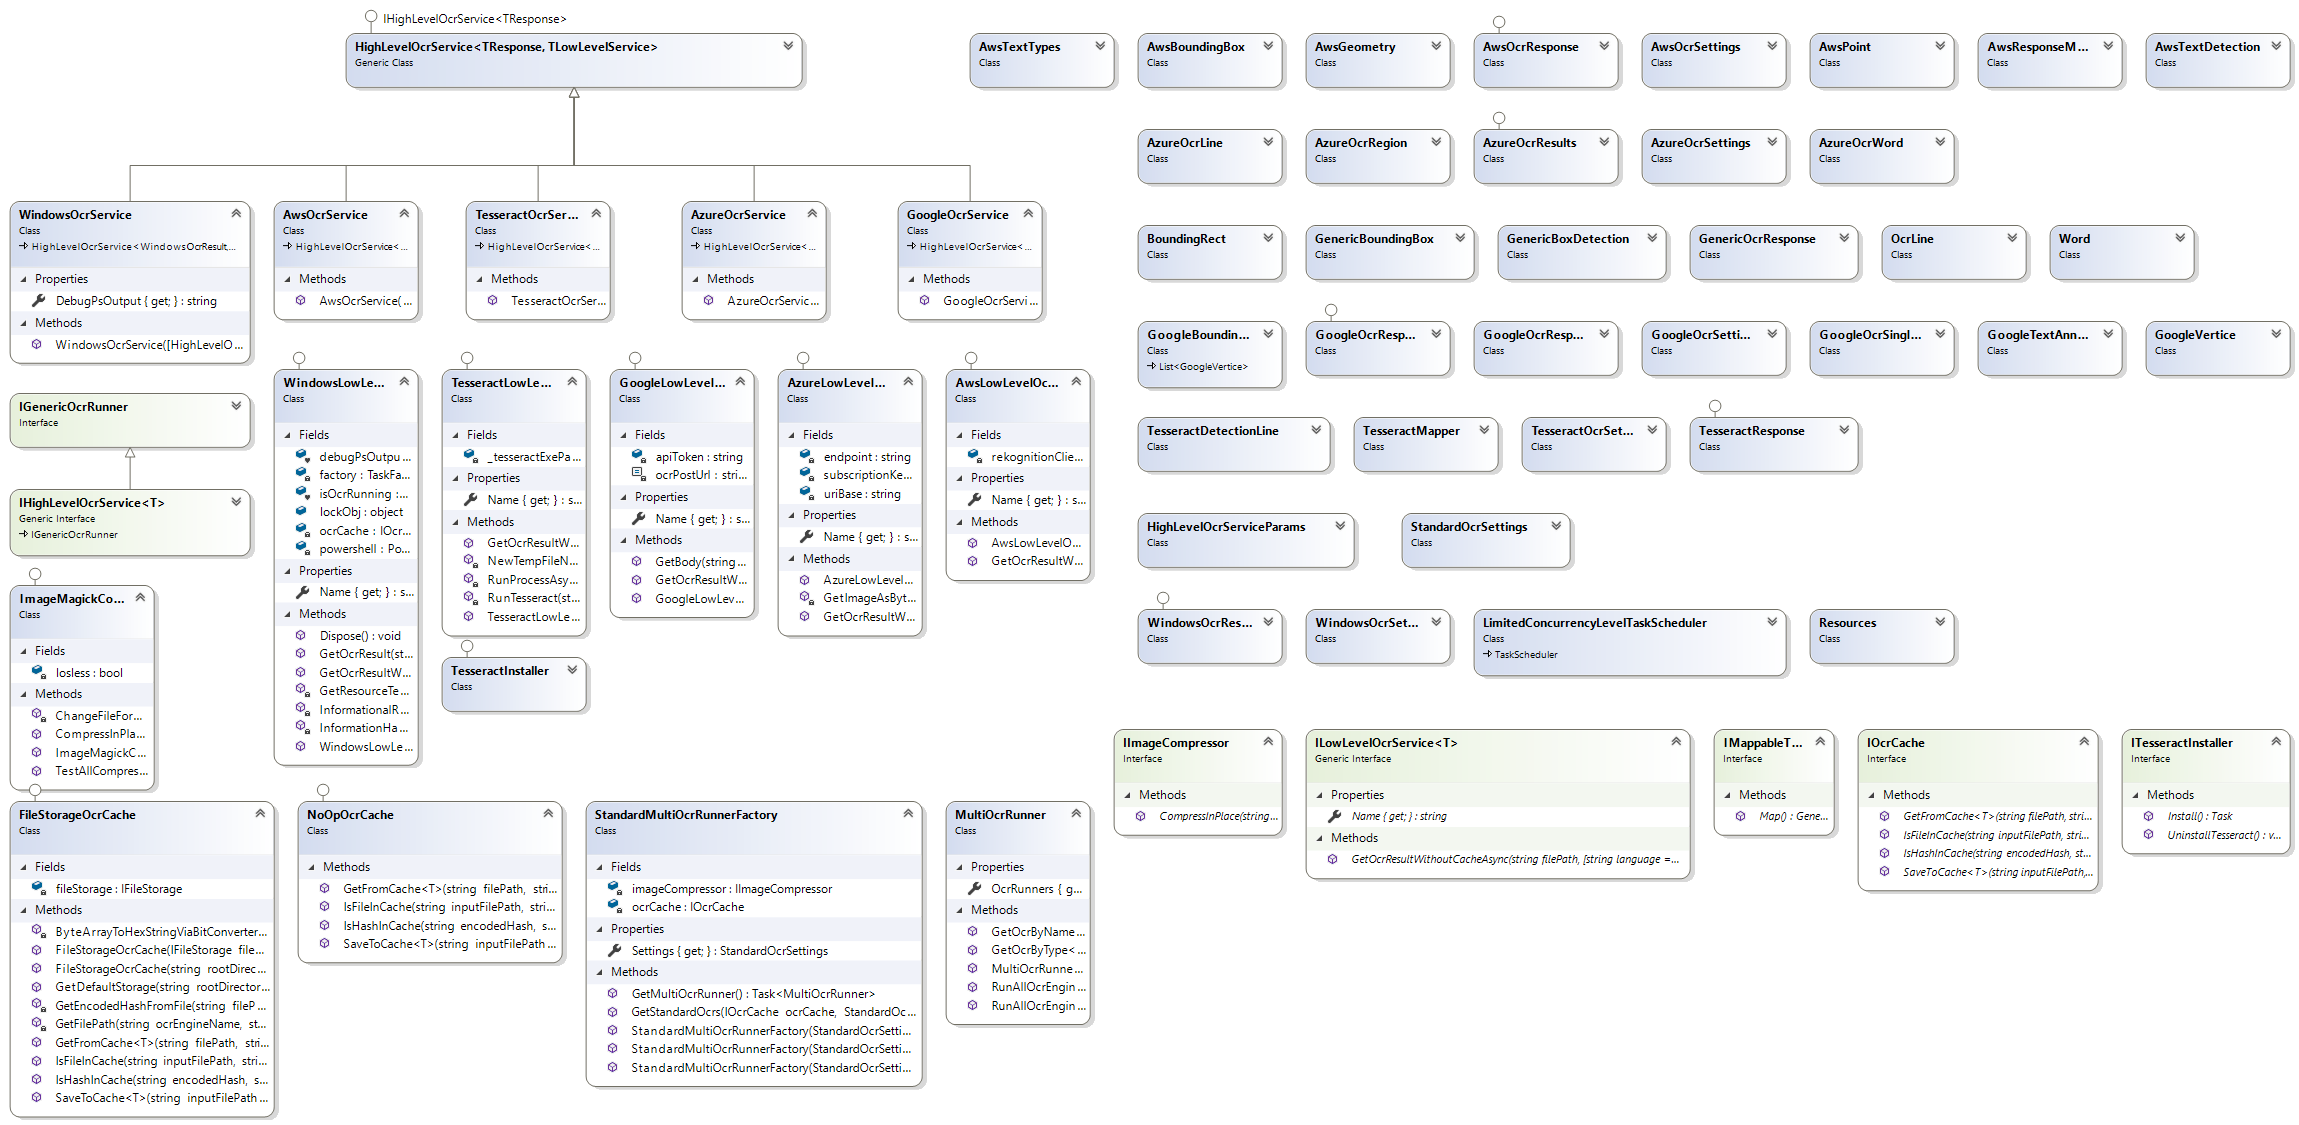 IHighLevelOcrService<TResponse>
HighLevelOcrService<TResponse, TLowLevelService>
Generic Class
WindowsOcrService
Class
HighLevelOcrService<WindowsOcrResult,...
Properties
DebugPsOutput { get; } : string
Methods
WindowsOcrService([HighLevelO...
AwsOcrService
Class
HighLevelOcrService<...
Methods
AwsOcrService(...
TesseractOcrSer...
Class
HighLevelOcrService<...
Methods
TesseractOcrSer...
AzureOcrService
Class
HighLevelOcrService<...
Methods
AzureOcrServic...
GoogleOcrService
Class
HighLevelOcrService<...
Methods
GoogleOcrServi...
IGenericOcrRunner
Interface
IHighLevelOcrService<T>
Generic Interface
IGenericOcrRunner
WindowsLowLe...
Class
Fields
debugPsOutpu...
factory : TaskFa...
isOcrRunning :...
lockObj : object
ocrCache : IOcr...
powershell : Po...
Properties
Name { get; } : s...
Methods
Dispose() : void
GetOcrResult(st...
GetOcrResultW...
GetResourceTe...
InformationalR...
InformationHa...
WindowsLowLe...
TesseractLowLe...
Class
Fields
_tesseractExePa...
Properties
Name { get; } : s...
Methods
GetOcrResultW...
NewTempFileN...
RunProcessAsy...
RunTesseract(st...
TesseractLowLe...
GoogleLowLevel...
Class
Fields
apiToken : string
ocrPostUrl : stri...
Properties
Name { get; } : s...
Methods
GetBody(string...
GetOcrResultW...
GoogleLowLev...
AzureLowLevel...
Class
Fields
endpoint : string
subscriptionKe...
uriBase : string
Properties
Name { get; } : s...
Methods
AzureLowLevel...
GetImageAsByt...
GetOcrResultW...
AwsLowLevelOc...
Class
Fields
rekognitionClie...
Properties
Name { get; } : s...
Methods
AwsLowLevelO...
GetOcrResultW...
TesseractInstaller
Class
ImageMagickCo...
Class
Fields
losless : bool
Methods
ChangeFileFor...
CompressInPla...
ImageMagickC...
TestAllCompres...
FileStorageOcrCache
Class
Fields
fileStorage : IFileStorage
Methods
ByteArrayToHexStringViaBitConverter...
FileStorageOcrCache(IFileStorage file...
FileStorageOcrCache(string rootDirec...
GetDefaultStorage(string rootDirector...
GetEncodedHashFromFile(string fileP...
GetFilePath(string ocrEngineName, st...
GetFromCache<T>(string filePath, stri...
IsFileInCache(string inputFilePath, stri...
IsHashInCache(string encodedHash, s...
SaveToCache<T>(string inputFilePath...
NoOpOcrCache
Class
Methods
GetFromCache<T>(string filePath, stri...
IsFileInCache(string inputFilePath, stri...
IsHashInCache(string encodedHash, s...
SaveToCache<T>(string inputFilePath...
StandardMultiOcrRunnerFactory
Class
Fields
imageCompressor : IImageCompressor
ocrCache : IOcrCache
Properties
Settings { get; } : StandardOcrSettings
Methods
GetMultiOcrRunner() : Task<MultiOcrRunner>
GetStandardOcrs(IOcrCache ocrCache, StandardOc...
StandardMultiOcrRunnerFactory(StandardOcrSetti...
StandardMultiOcrRunnerFactory(StandardOcrSetti...
StandardMultiOcrRunnerFactory(StandardOcrSetti...
MultiOcrRunner
Class
Properties
OcrRunners { g...
Methods
GetOcrByName...
GetOcrByType<...
MultiOcrRunne...
RunAllOcrEngin...
RunAllOcrEngin...
AwsTextTypes
Class
AwsBoundingBox
Class
AwsGeometry
Class
AwsOcrResponse
Class
AwsOcrSettings
Class
AwsPoint
Class
AwsResponseM...
Class
AwsTextDetection
Class
AzureOcrLine
Class
AzureOcrRegion
Class
AzureOcrResults
Class
AzureOcrSettings
Class
AzureOcrWord
Class
BoundingRect
Class
GenericBoundingBox
Class
GenericBoxDetection
Class
GenericOcrResponse
Class
OcrLine
Class
Word
Class
GoogleBoundin...
Class
List<GoogleVertice>
GoogleOcrResp...
Class
GoogleOcrResp...
Class
GoogleOcrSetti...
Class
GoogleOcrSingl...
Class
GoogleTextAnn...
Class
GoogleVertice
Class
TesseractDetectionLine
Class
TesseractMapper
Class
TesseractOcrSet...
Class
TesseractResponse
Class
HighLevelOcrServiceParams
Class
StandardOcrSettings
Class
WindowsOcrRes...
Class
WindowsOcrSet...
Class
LimitedConcurrencyLevelTaskScheduler
Class
TaskScheduler
Resources
Class
IImageCompressor
Interface
Methods
CompressInPlace(string...
ILowLevelOcrService<T>
Generic Interface
Properties
Name { get; } : string
Methods
GetOcrResultWithoutCacheAsync(string filePath, [string language =...
IMappableT...
Interface
Methods
Map() : Gene...
IOcrCache
Interface
Methods
GetFromCache<T>(string filePath, stri...
IsFileInCache(string inputFilePath, stri...
IsHashInCache(string encodedHash, st...
SaveToCache<T>(string inputFilePath,...
ITesseractInstaller
Interface
Methods
Install() : Task
UninstallTesseract() : v...